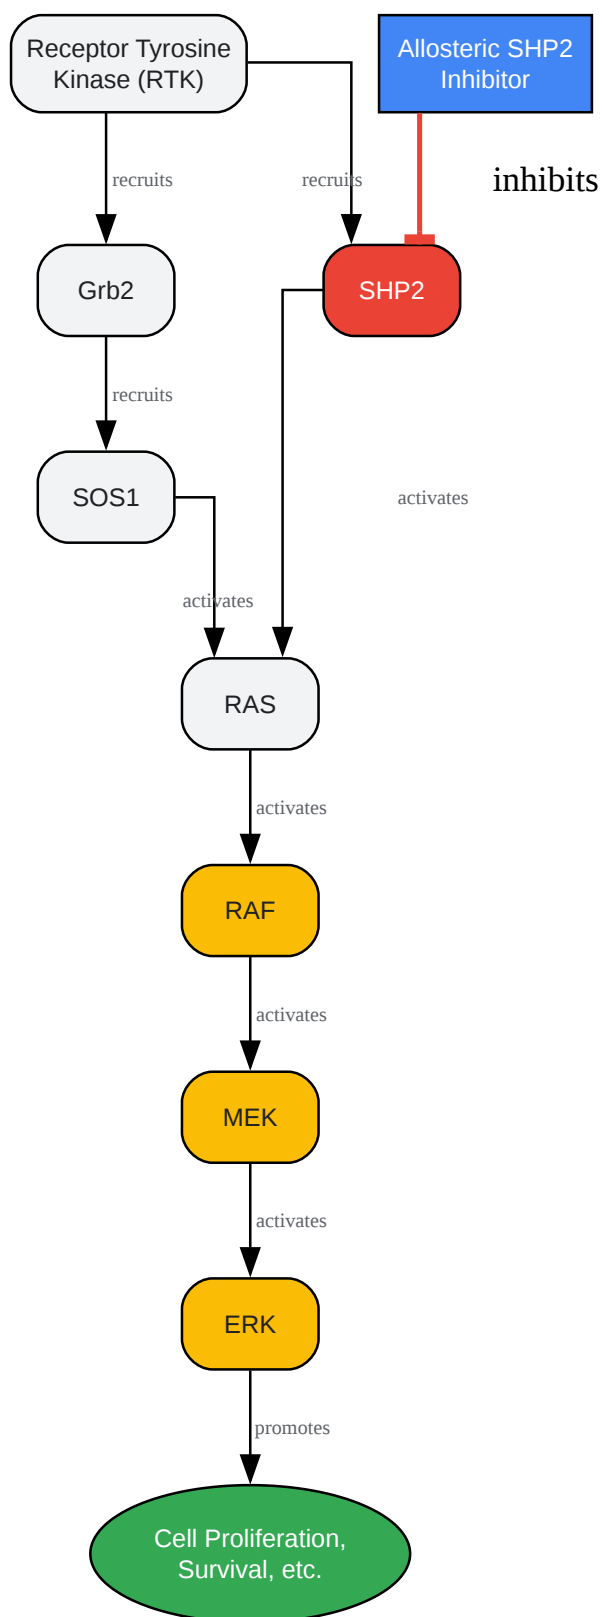 Receptor Tyrosine
Kinase (RTK)
Allosteric SHP2
Inhibitor
recruits
recruits
inhibits
Grb2
SHP2
recruits
SOS1
activates
activates
RAS
activates
RAF
activates
MEK
activates
ERK
promotes
Cell Proliferation,
Survival, etc.